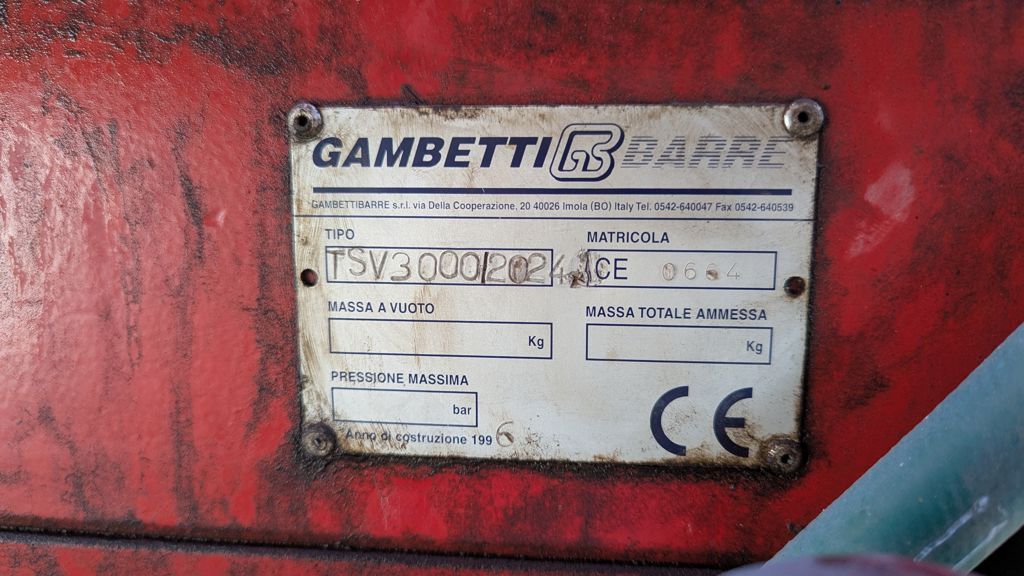 GAMBETTI GB BARRE
GAMBETTIBARRE s.r.l. via Della Cooperazione, 20 40026 Imola (BO) Italy Tel. 0542-640047 Fax 0542-640539
TIPO
MATRICOLA
TSV3000/2024
CE
MASSA A VUOTO
MASSA TOTALE AMMESSA
Kg
Kg
PRESSIONE MASSIMA
bar
CE
Anno di costruzione 1996